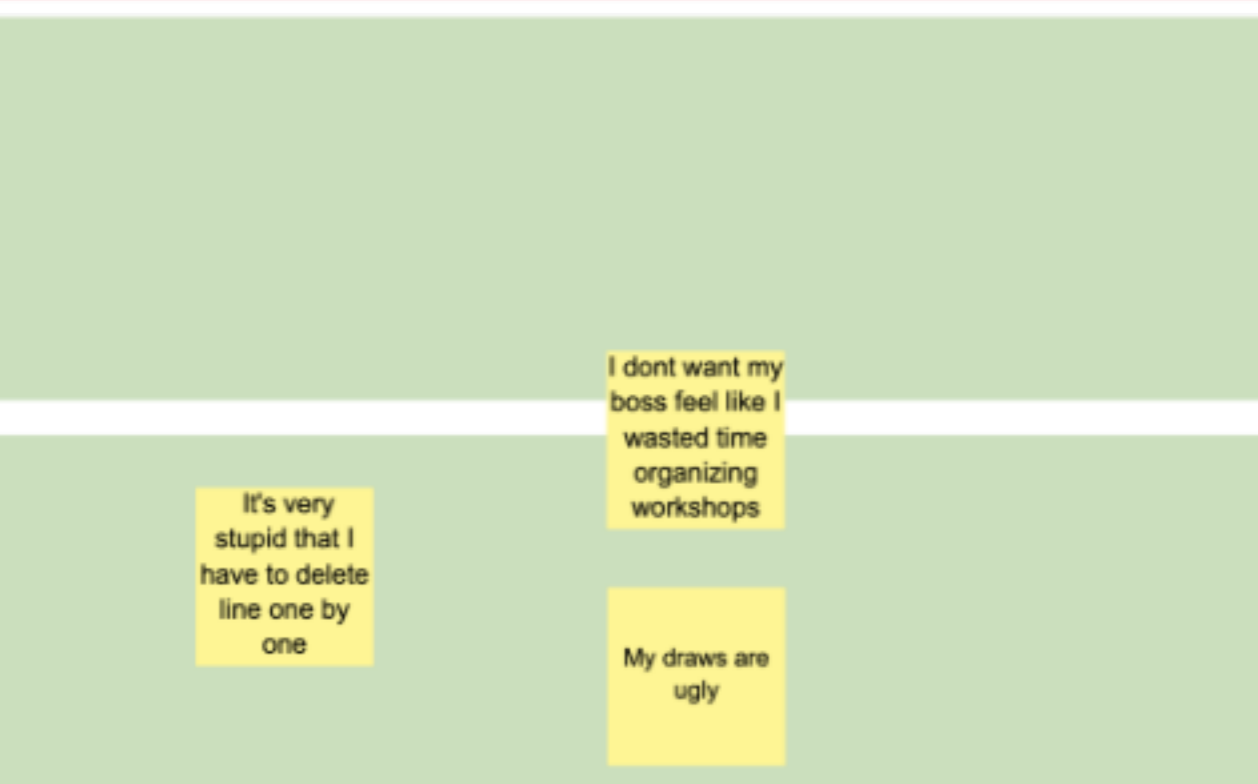 I dont want my
boss feel like I
wasted time
organizing
workshops
It's very
stupid that I
have to delete
line one by
one
My draws are
ugly